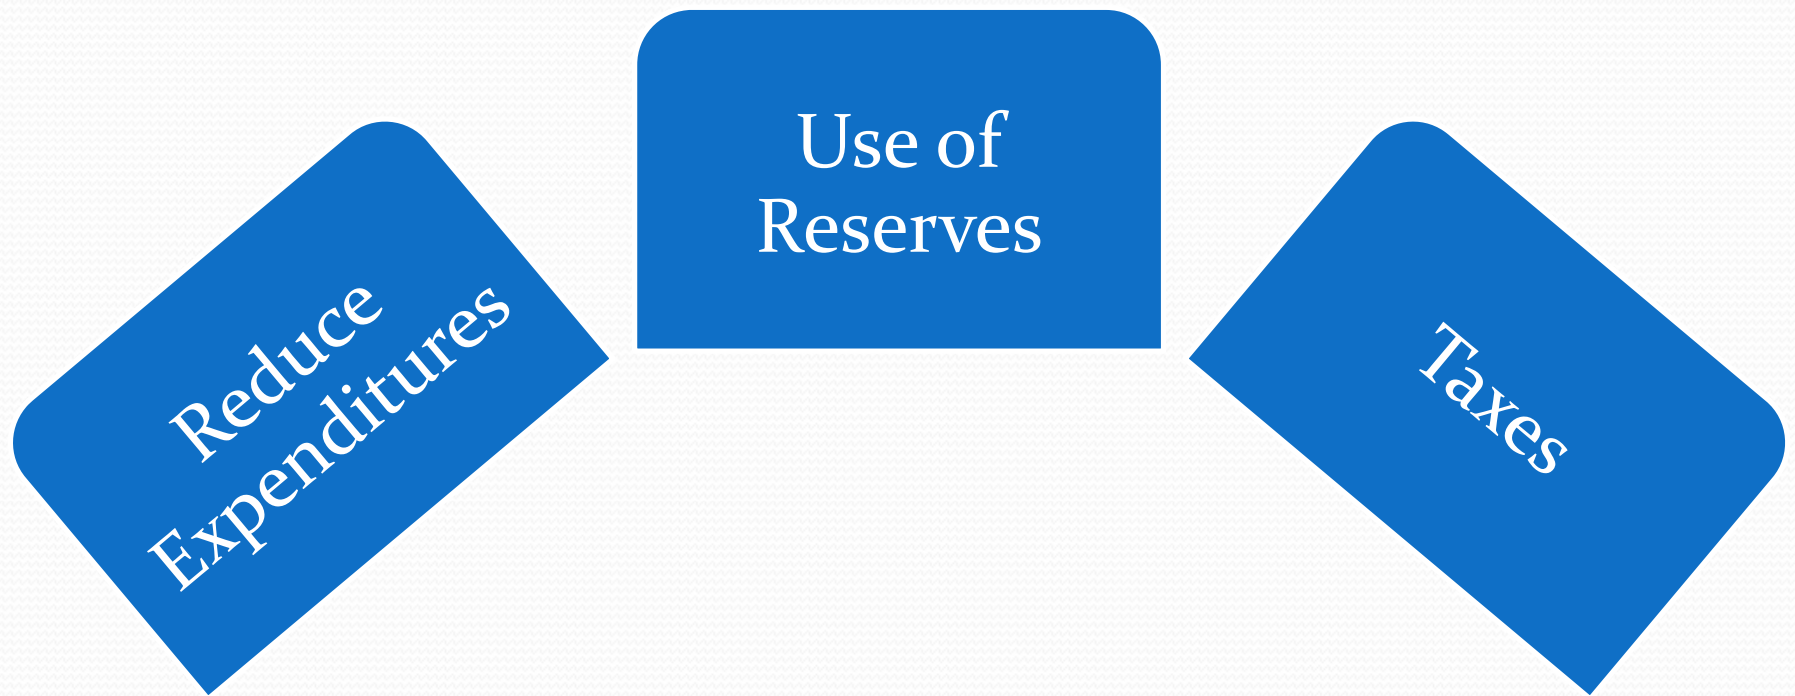 Reduce
Expenditures
Use of
Reserves
Taxes